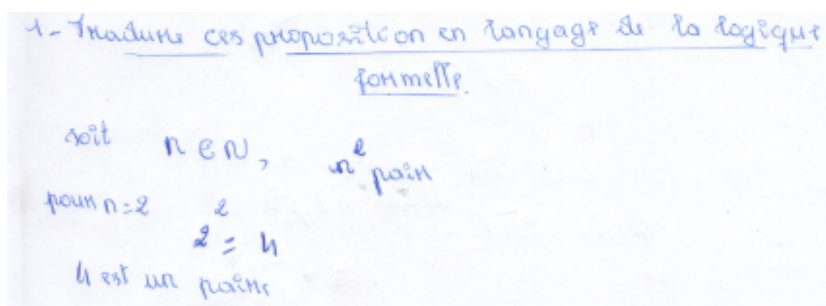 1- Traduire ces proposition en langage de la logique
formelle.
soit n ∈ N, n² pair
pour n=2
2² = 4
4 est un paire